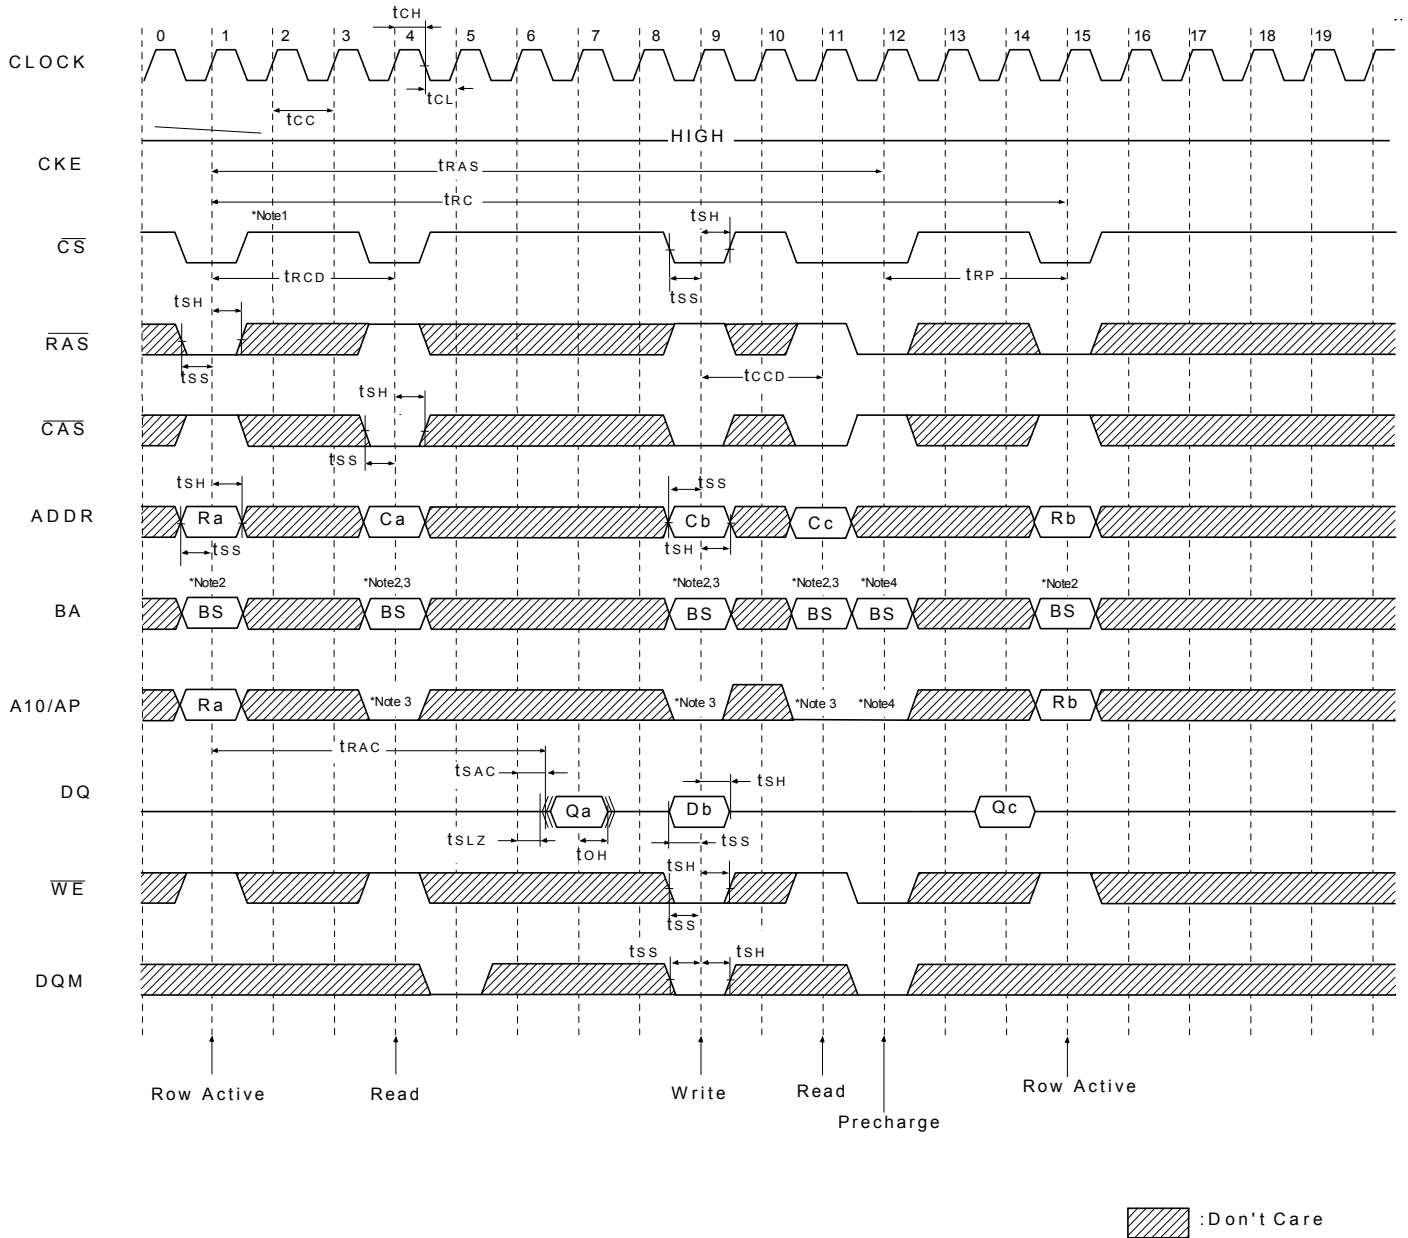 ..
0 1 2 3 4 5 6 7 8 9 10 11 12 13 14 15 16 17 18 19
tCH
CLOCK
tCL
tCC
HIGH
CKE
tRAS
tRC
*Note1
tSH
CS
tRCD
tSS
tRP
tSH
RAS
tSS
tCCD
tSH
CAS
tSS
tSH
tSS
ADDR
Ra Ca Cb Cc Rb
tSS
tSH
*Note2 *Note2,3 *Note2,3 *Note2,3 *Note4 *Note2
BA
BS BS BS BS BS BS
A10/AP
Ra *Note 3 *Note 3 *Note 3 *Note4 Rb
tRAC
tSAC
tSH
DQ
Qa Db Qc
tSLZ
tOH
tSS
tSH
WE
tSS
tSS
tSH
DQM
Row Active Read Write Read Row Active
Precharge
:Don't Care